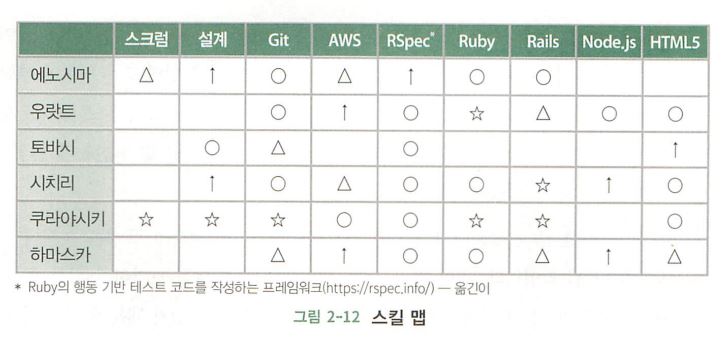 스크럼 설계 Git AWS RSpec* Ruby Rails Node.js HTML5
에노시마 △ ↑ ○ △ ↑ ○ ○
우랏트 ○ ↑ ○ ☆ △ ○ ○
토바시 ○ △ ○ ↑
시치리 ↑ ○ △ ○ ○ ☆ ↑ ○
쿠라야시키 ☆ ☆ ☆ ○ ○ ☆ ☆ ○
하마스카 △ ↑ ○ ○ △ ↑ △
* Ruby의 행동 기반 테스트 코드를 작성하는 프레임워크(https://rspec.info/) — 옮긴이
그림 2-12 스킬 맵